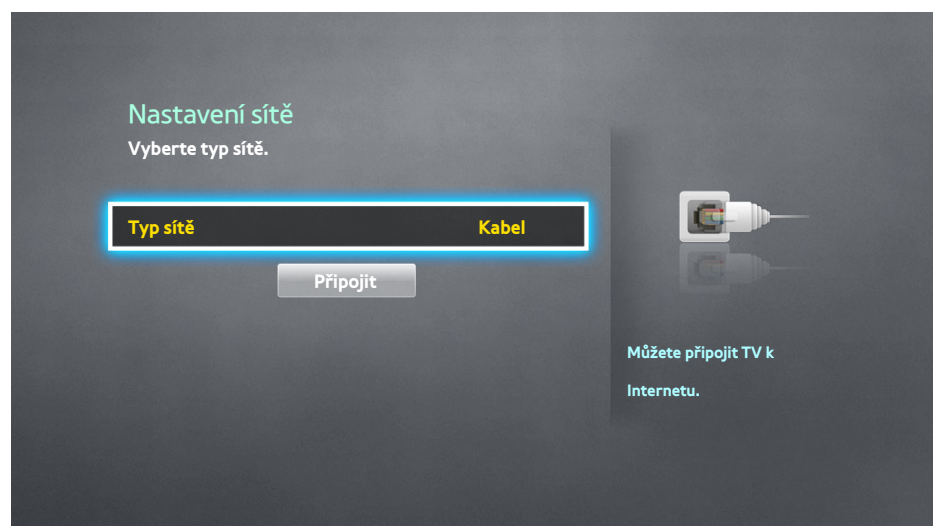 Nastavení sítě
Vyberte typ sítě.
Typ sítě Kabel
Připojit
Můžete připojit TV k
Internetu.